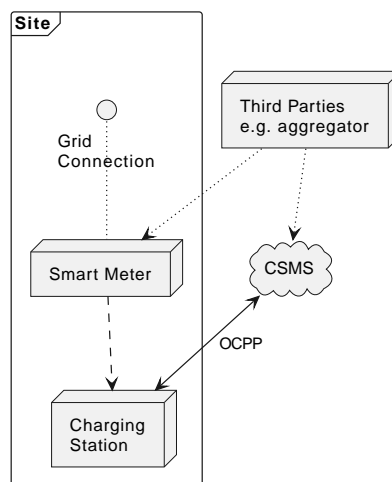 Site
Third Parties
e.g. aggregator
Grid
Connection
Smart Meter
CSMS
OCPP
Charging
Station